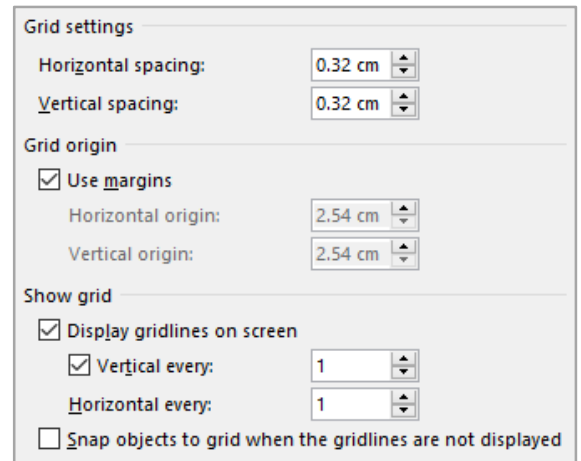 Grid settings
Horizontal spacing: 0.32 cm
Vertical spacing: 0.32 cm
Grid origin
Use margins
Horizontal origin: 2.54 cm
Vertical origin: 2.54 cm
Show grid
Display gridlines on screen
Vertical every: 1
Horizontal every: 1
Snap objects to grid when the gridlines are not displayed